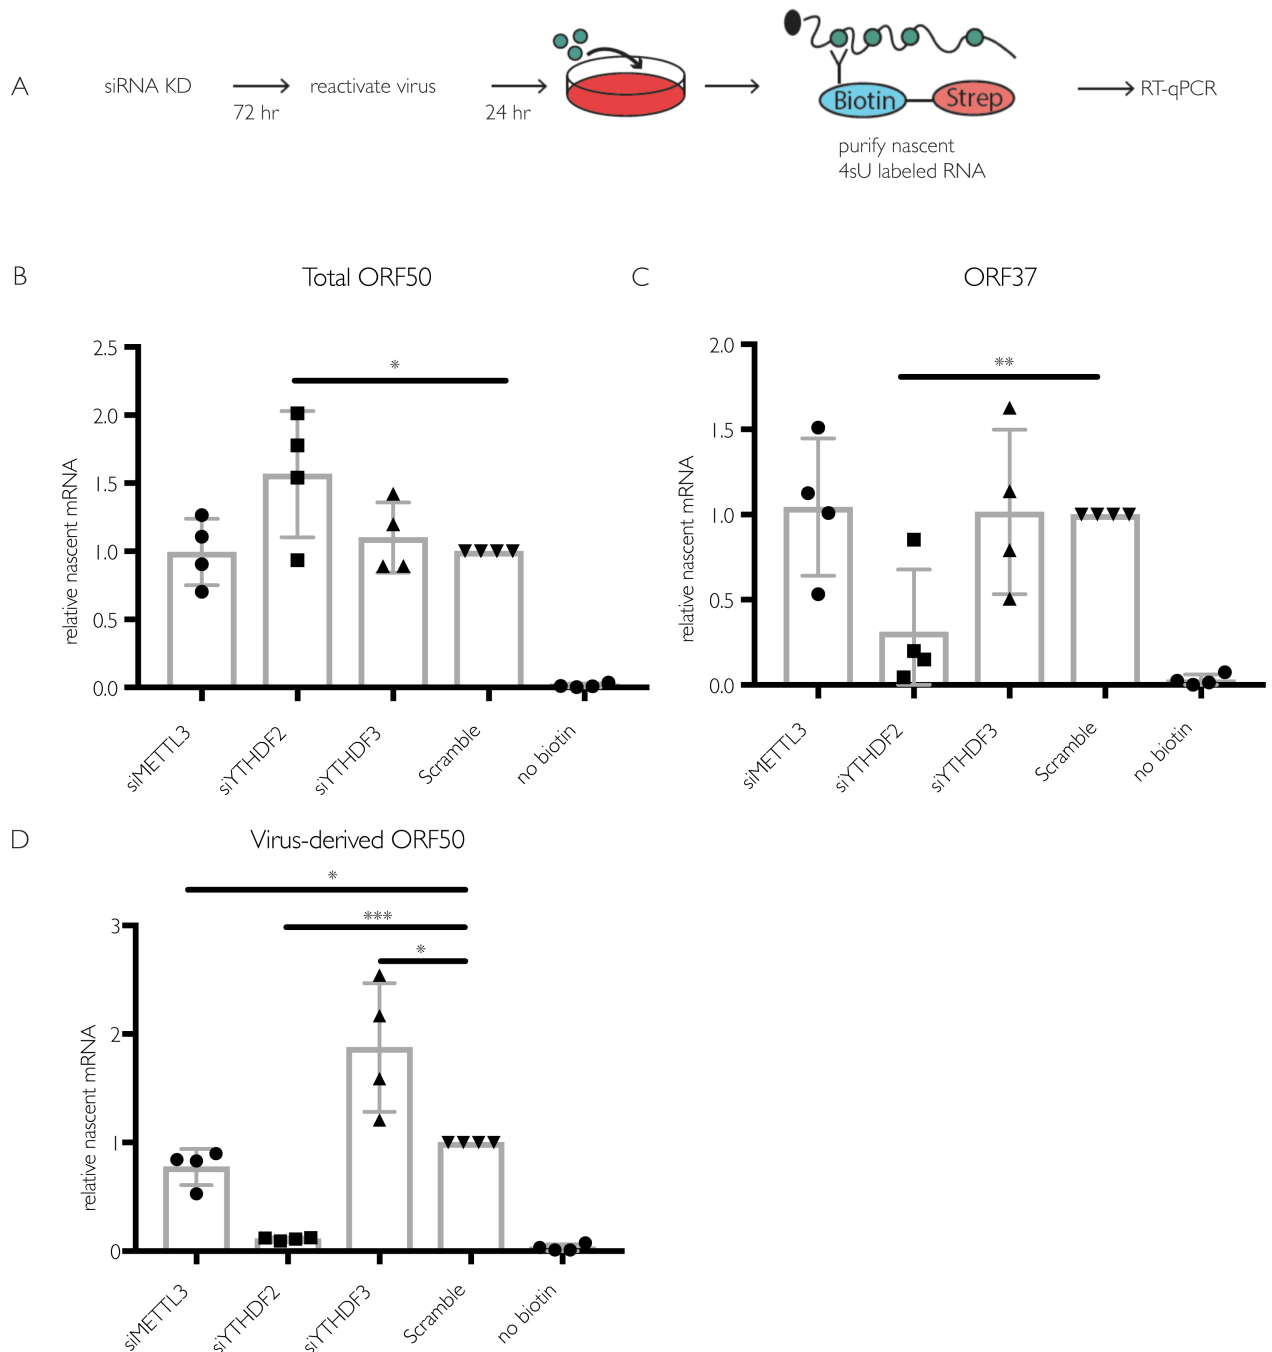 A
siRNA KD
72 hr
reactivate virus
24 hr
Biotin
Strep
purify nascent
4sU labeled RNA
RT-qPCR
B
Total ORF50
relative nascent mRNA
2.5
2.0
1.5
1.0
0.5
0.0
*
siMETTL3
siYTHDF2
siYTHDF3
Scramble
no biotin
C
ORF37
relative nascent mRNA
2.0
1.5
1.0
0.5
0.0
**
siMETTL3
siYTHDF2
siYTHDF3
Scramble
no biotin
D
Virus-derived ORF50
*
***
*
relative nascent mRNA
3
2
1
0
siMETTL3
siYTHDF2
siYTHDF3
Scramble
no biotin